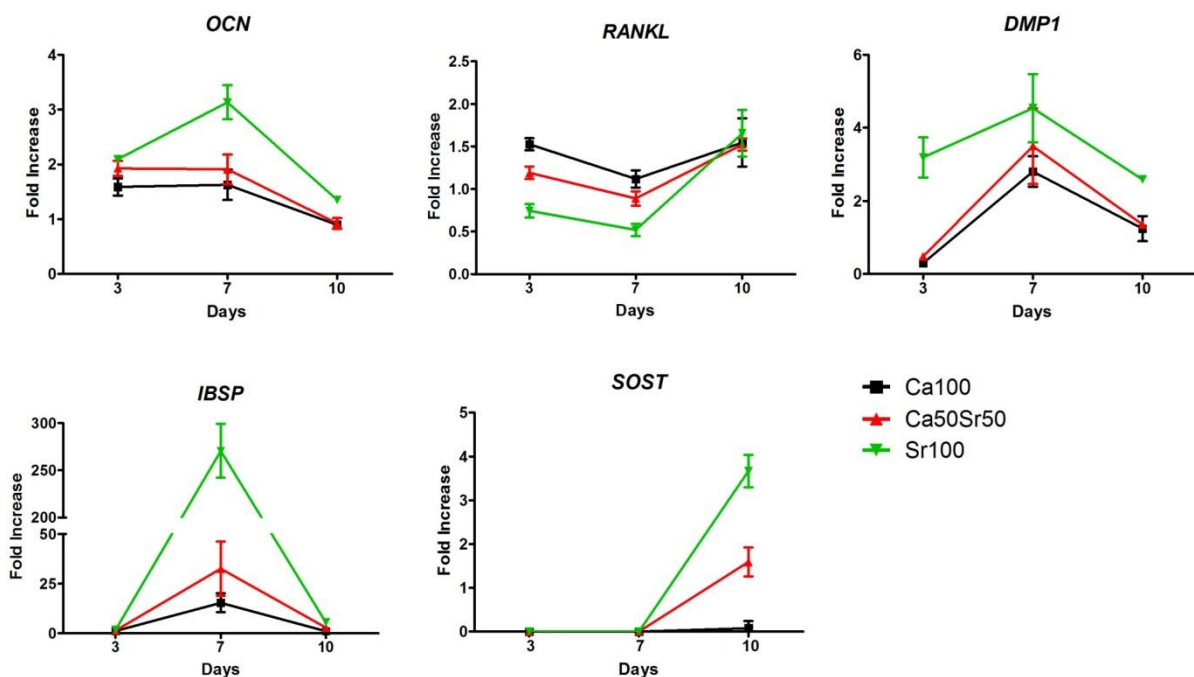 OCN
Fold Increase
4
3
2
1
0
3 7 10
Days
RANKL
Fold Increase
2.5
2.0
1.5
1.0
0.5
0.0
3 7 10
Days
DMP1
Fold Increase
6
4
2
0
3 7 10
Days
IBSP
Fold Increase
300
250
200
50
25
0
3 7 10
Days
SOST
Fold Increase
5
4
3
2
1
0
3 7 10
Days
Ca100
Ca50Sr50
Sr100